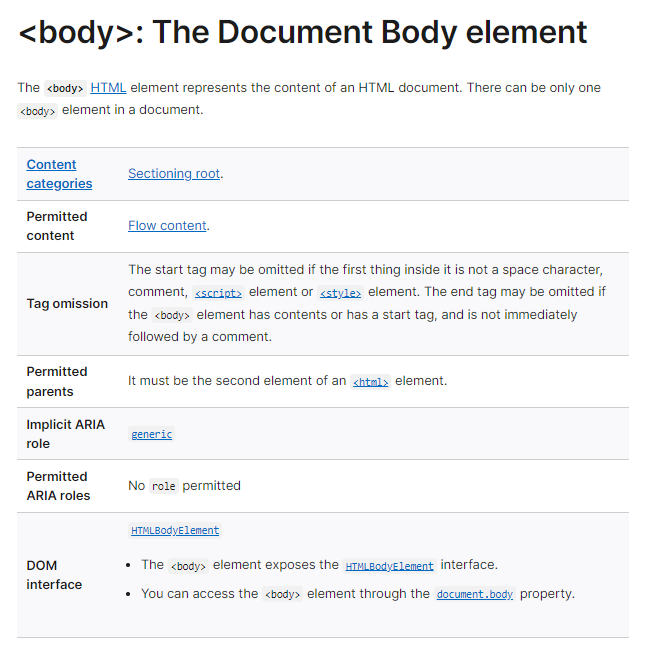 <body>: The Document Body element
The <body> HTML element represents the content of an HTML document. There can be only one
<body> element in a document.
Content
categories
Sectioning root.
Permitted
content
Flow content.
Tag omission
The start tag may be omitted if the first thing inside it is not a space character,
comment, <script> element or <style> element. The end tag may be omitted if
the <body> element has contents or has a start tag, and is not immediately
followed by a comment.
Permitted
parents
It must be the second element of an <html> element.
Implicit ARIA
role
generic
Permitted
ARIA roles
No role permitted
DOM
interface
HTMLBodyElement
• The <body> element exposes the HTMLBodyElement interface.
• You can access the <body> element through the document.body property.